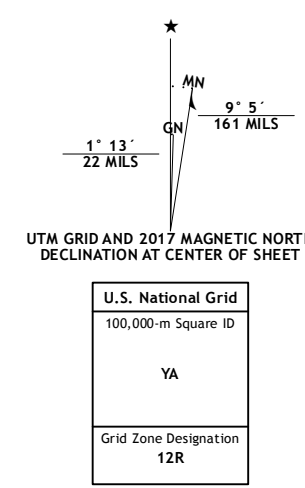 ★
MN
GN
9° 5´
161 MILS
1° 13´
22 MILS
UTM GRID AND 2017 MAGNETIC NORT
DECLINATION AT CENTER OF SHEET
U.S. National Grid
100,000-m Square ID
YA
Grid Zone Designation
12R